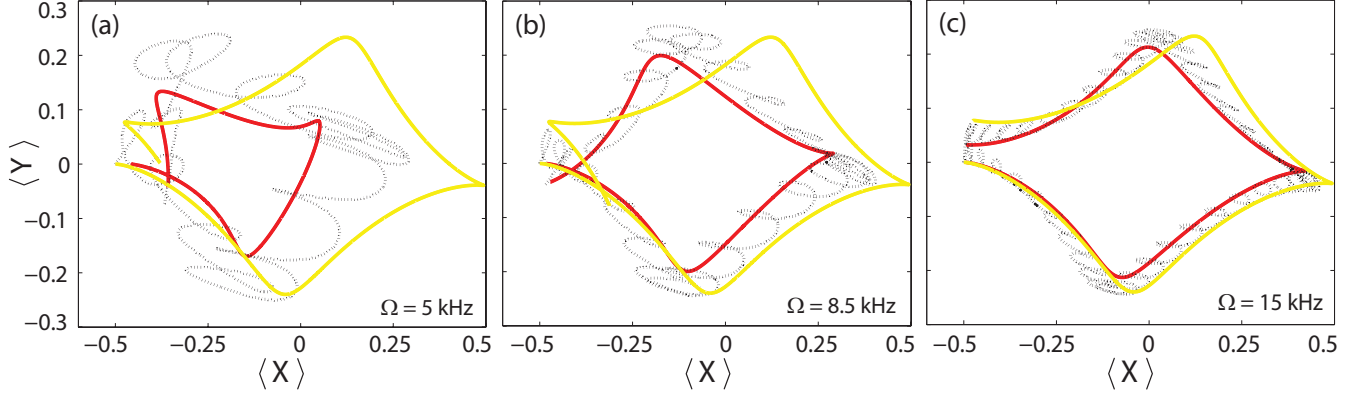 0.3
0.2
0.1
0
−0.1
−0.2
−0.3
⟨Y⟩
(a)
Ω = 5 kHz
−0.5 −0.25 0 0.25 0.5
⟨X⟩
(b)
Ω = 8.5 kHz
−0.5 −0.25 0 0.25 0.5
⟨X⟩
(c)
Ω = 15 kHz
−0.5 −0.25 0 0.25 0.5
⟨X⟩